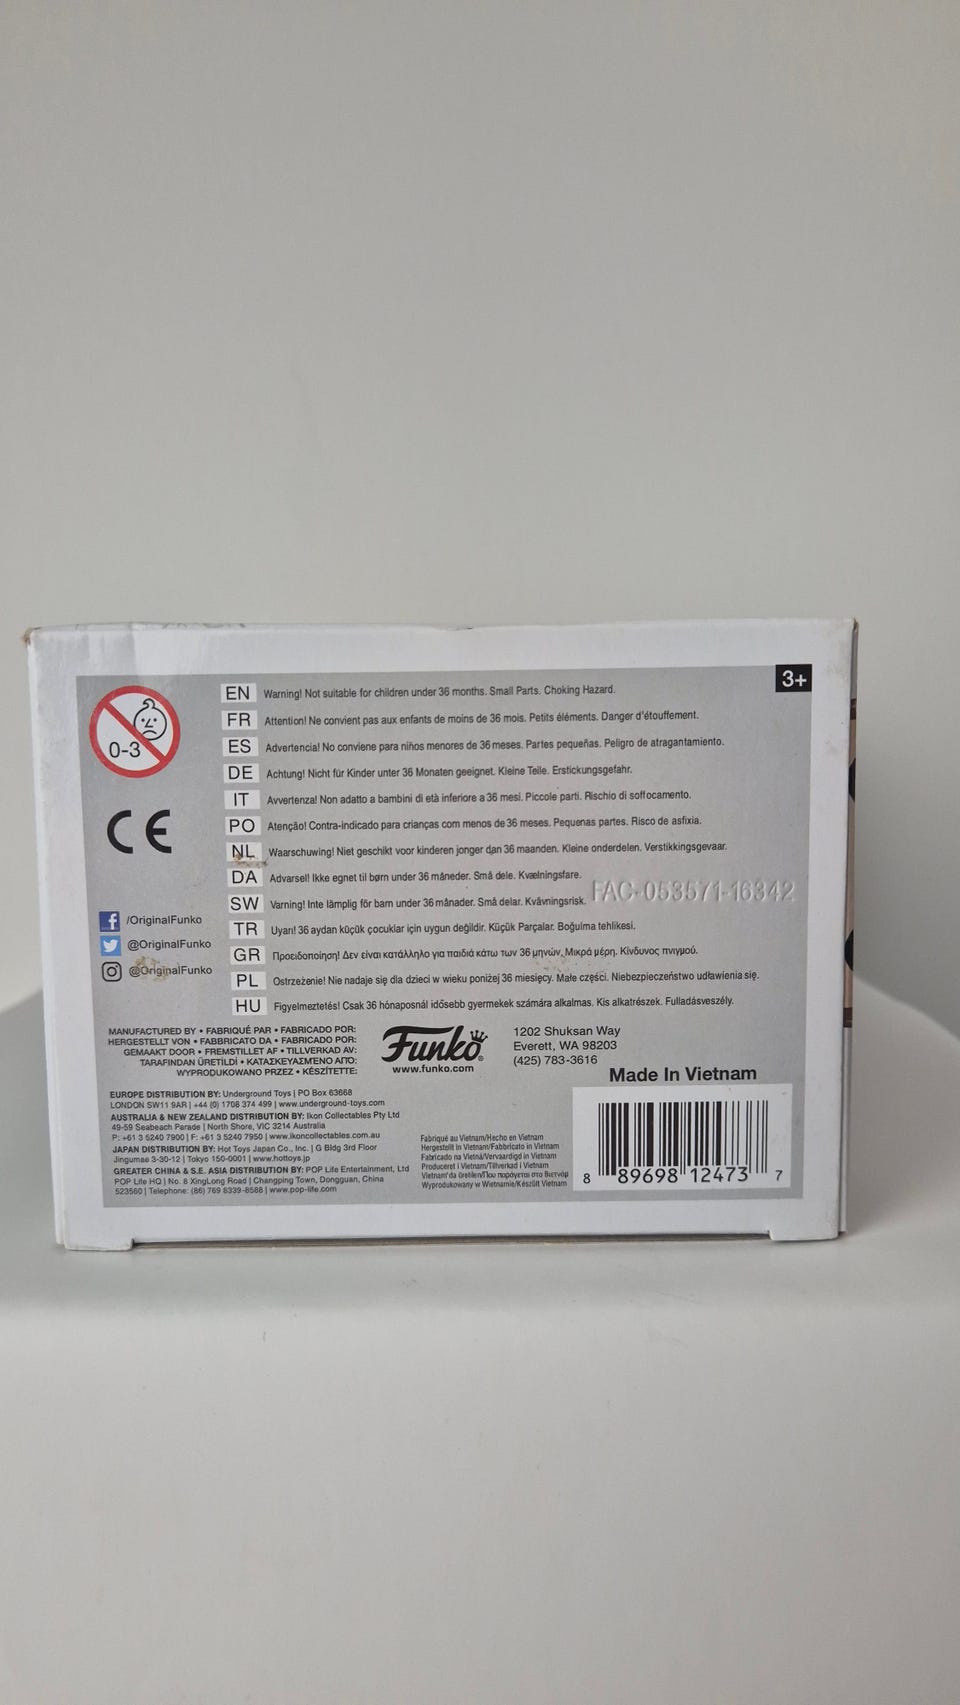 3+
0-3
EN Warning! Not suitable for children under 36 months. Small Parts. Choking Hazard.
FR Attention! Ne convient pas aux enfants de moins de 36 mois. Petits éléments. Danger d'étouffement.
ES Advertencia! No conviene para niños menores de 36 meses. Partes pequeñas. Peligro de atragantamiento.
DE Achtung! Nicht für Kinder unter 36 Monaten geeignet. Kleine Teile. Erstickungsgefahr.
IT Avvertenza! Non adatto a bambini di età inferiore a 36 mesi. Piccole parti. Rischio di soffocamento.
PO Atenção! Contra-indicado para crianças com menos de 36 meses. Pequenas partes. Risco de asfixia.
NL Waarschuwing! Niet geschikt voor kinderen jonger dan 36 maanden. Kleine onderdelen. Verstikkingsgevaar.
DA Advarsel! Ikke egnet til børn under 36 måneder. Små dele. Kvælningsfare.
SW Varning! Inte lämplig för barn under 36 månader. Små delar. Kvävningsrisk.
FAC-053571-16342
TR Uyarı! 36 aydan küçük çocuklar için uygun değildir. Küçük Parçalar. Boğulma tehlikesi.
GR Προειδοποίηση! Δεν είναι κατάλληλο για παιδιά κάτω των 36 μηνών. Μικρά μέρη. Κίνδυνος πνιγμού.
PL Ostrzeżenie! Nie nadaje się dla dzieci w wieku poniżej 36 miesięcy. Małe części. Niebezpieczeństwo udławienia się.
HU Figyelmeztetés! Csak 36 hónaposnál idősebb gyermekek számára alkalmas. Kis alkatrészek. Fulladásveszély.
CE
/OriginalFunko
@OriginalFunko
@OriginalFunko
MANUFACTURED BY • FABRIQUÉ PAR • FABRICADO POR:
HERGESTELLT VON • FABBRICATO DA • FABRICADO POR:
GEMAAKT DOOR • FREMSTILLET AF • TILLVERKAD AV:
TARAFINDAN ÜRETİLDİ • ΚΑΤΑΣΚΕΥΑΣΜΕΝΟ ΑΠΟ:
WYPRODUKOWANO PRZEZ • KÉSZÍTETTE:
Funko
www.funko.com
1202 Shuksan Way
Everett, WA 98203
(425) 783-3616
Made In Vietnam
EUROPE DISTRIBUTION BY: Underground Toys | PO Box 63668
LONDON SW11 9AR | +44 (0) 1708 374 499 | www.underground-toys.com
AUSTRALIA & NEW ZEALAND DISTRIBUTION BY: Ikon Collectables Pty Ltd
49-59 Seabeach Parade | North Shore, VIC 3214 Australia
P: +61 3 5240 7900 | F: +61 3 5240 7950 | www.ikoncollectables.com.au
JAPAN DISTRIBUTION BY: Hot Toys Japan Co., Inc. | G Bldg 3rd Floor
Jingumae 3-30-12 | Tokyo 150-0001 | www.hottoys.jp
GREATER CHINA & S.E. ASIA DISTRIBUTION BY: POP Life Entertainment, Ltd
POP Life HQ | No. 8 XingLong Road | Changping Town, Dongguan, China
523560 | Telephone: (86) 769 8339-8588 | www.pop-life.com
Fabriqué au Vietnam/Hecho en Vietnam
Hergestellt in Vietnam/Fabbricato in Vietnam
Fabricado na Vietnã/Vervaardigd in Vietnam
Produceret i Vietnam/Tillverkad i Vietnam
Vietnam'da üretilen/Που παράγεται στο Βιετνάμ
Wyprodukowany w Wietnamie/Készült Vietnam
8 89698 12473 7